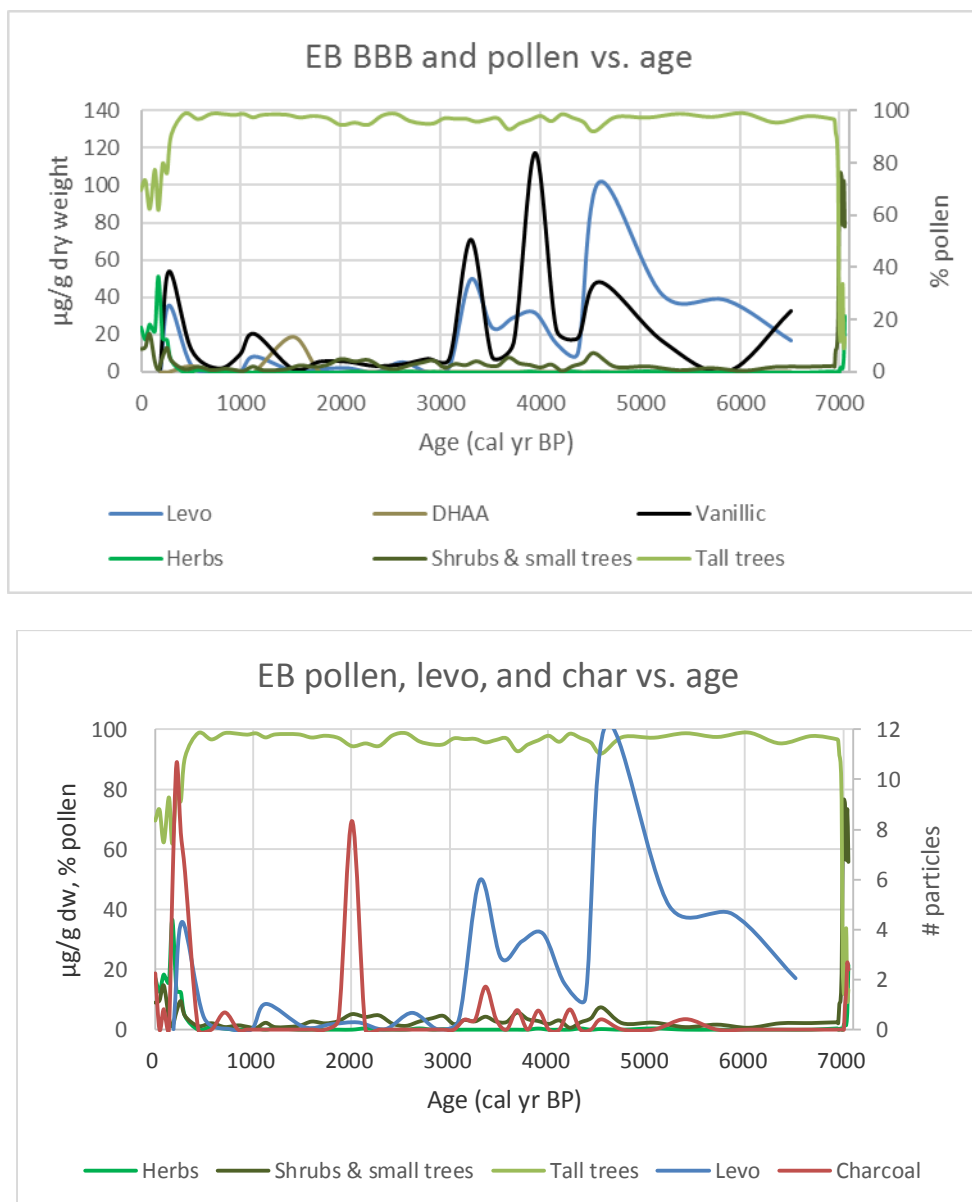 EB BBB and pollen vs. age
140
120
100
80
60
40
20
0
µg/g dry weight
100
80
60
40
20
0
% pollen
0 1000 2000 3000 4000 5000 6000 7000
Age (cal yr BP)
Levo DHAA Vanillic
Herbs Shrubs & small trees Tall trees
EB pollen, levo, and char vs. age
100
80
60
40
20
0
µg/g dw, % pollen
12
10
8
6
4
2
0
# particles
0 1000 2000 3000 4000 5000 6000 7000
Age (cal yr BP)
Herbs Shrubs & small trees Tall trees Levo Charcoal